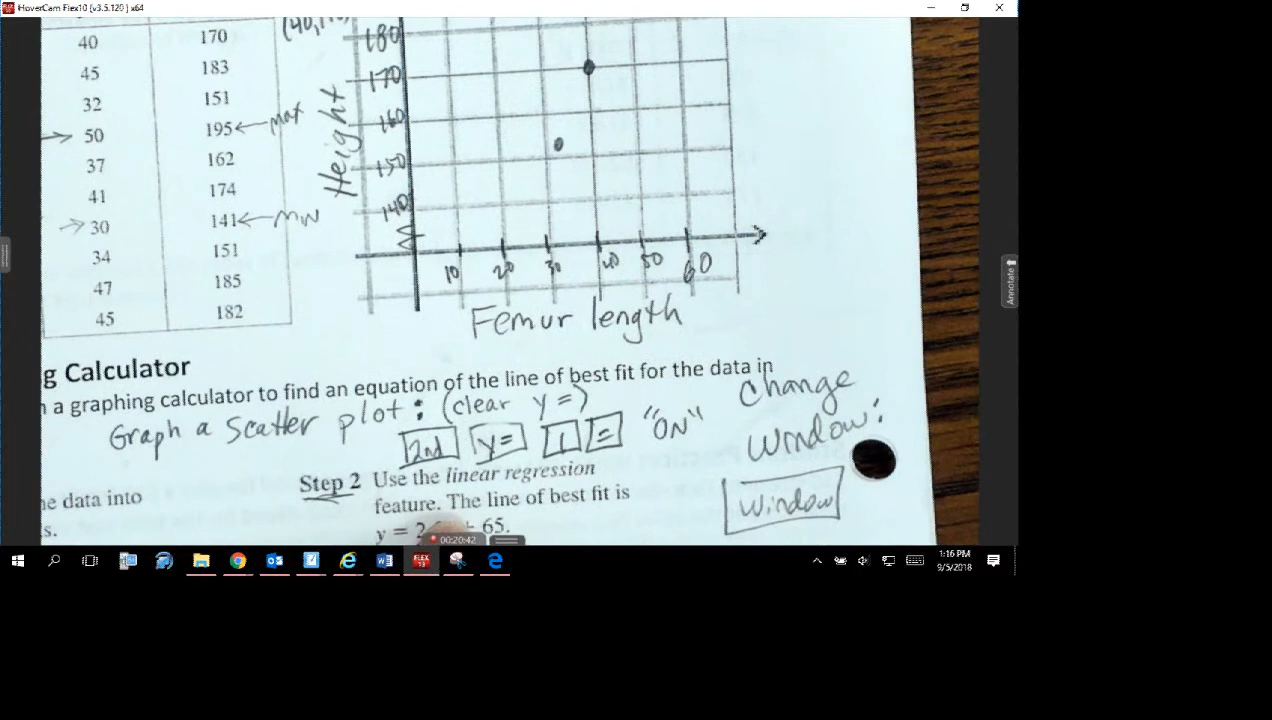 HoverCam Flex10 [v3.5.120] x64
40 170
45 183
32 151
50 195 ← max
37 162
41 174
30 141 ← min
34 151
47 185
45 182
180
170
160
150
140
Height
10 20 30 40 50 60
Femur length
Annotate
g Calculator
a graphing calculator to find an equation of the line of best fit for the data in
Graph a scatter plot: (clear y =)
2nd y= 1 = "ON"
change
window:
window
Step 2 Use the linear regression
feature. The line of best fit is
y = 65.
he data into
s.
00:20:42
FLEX
1:16 PM
9/5/2018